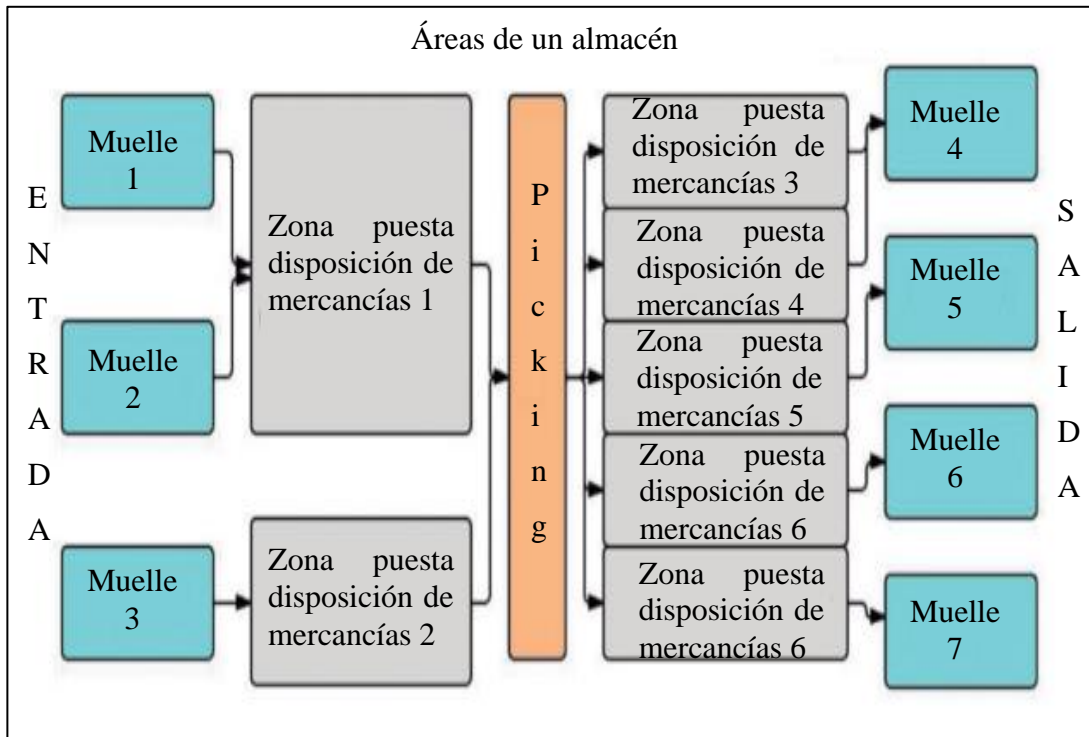 Áreas de un almacén
ENTRADA
Muelle
1
Muelle
2
Muelle
3
Zona puesta
disposición de
mercancías 1
Zona puesta
disposición de
mercancías 2
Picking
Zona puesta
disposición de
mercancías 3
Zona puesta
disposición de
mercancías 4
Zona puesta
disposición de
mercancías 5
Zona puesta
disposición de
mercancías 6
Zona puesta
disposición de
mercancías 6
Muelle
4
Muelle
5
Muelle
6
Muelle
7
SALIDA